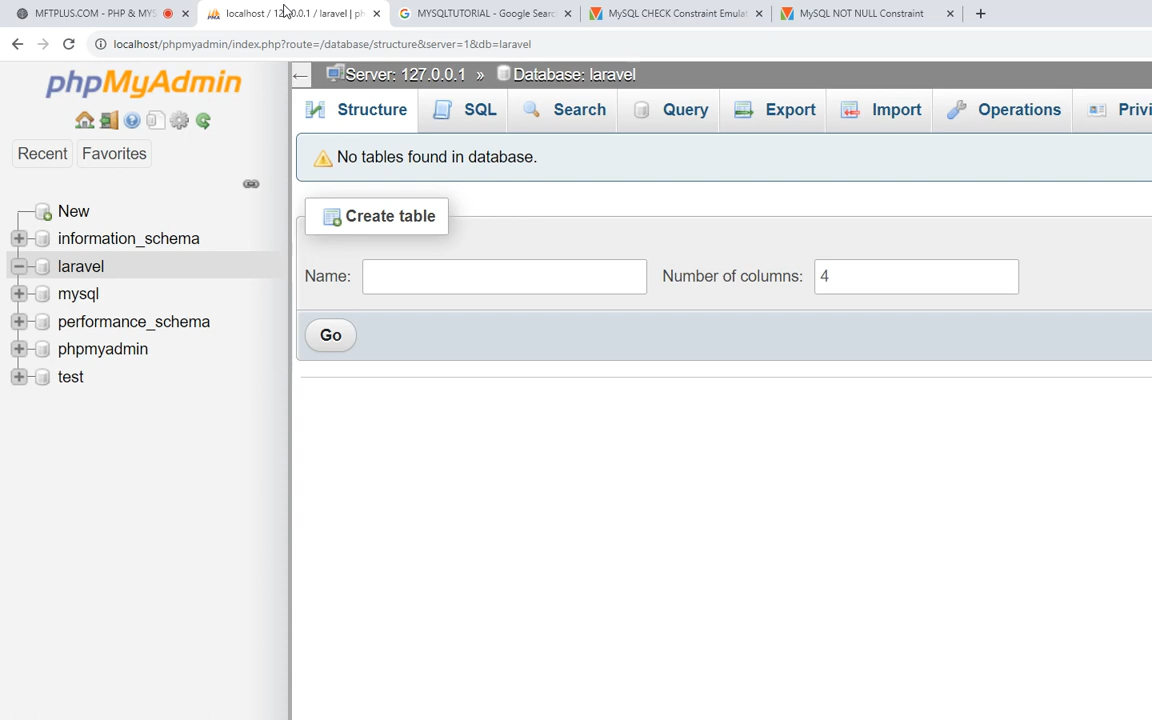 MFTPLUS.COM - PHP & MYS
localhost / 127.0.0.1 / laravel | ph
MYSQLTUTORIAL - Google Searc
MySQL CHECK Constraint Emulat
MySQL NOT NULL Constraint
localhost/phpmyadmin/index.php?route=/database/structure&server=1&db=laravel
phpMyAdmin
Recent
Favorites
New
information_schema
laravel
mysql
performance_schema
phpmyadmin
test
Server: 127.0.0.1 » Database: laravel
Structure
SQL
Search
Query
Export
Import
Operations
Privi
No tables found in database.
Create table
Name:
Number of columns: 4
Go